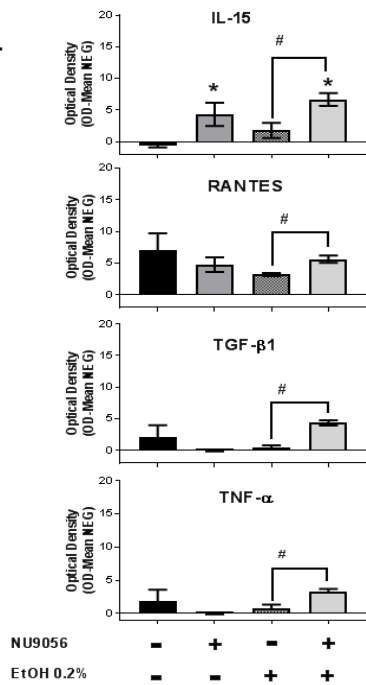 IL-15
Optical Density
(OD-Mean NEG)
20
15
10
5
0
*
#
*
RANTES
Optical Density
(OD-Mean NEG)
20
15
10
5
0
#
TGF-β1
Optical Density
(OD-Mean NEG)
20
15
10
5
0
#
TNF-α
Optical Density
(OD-Mean NEG)
20
15
10
5
0
#
NU9056 - + - +
EtOH 0.2% - - + +